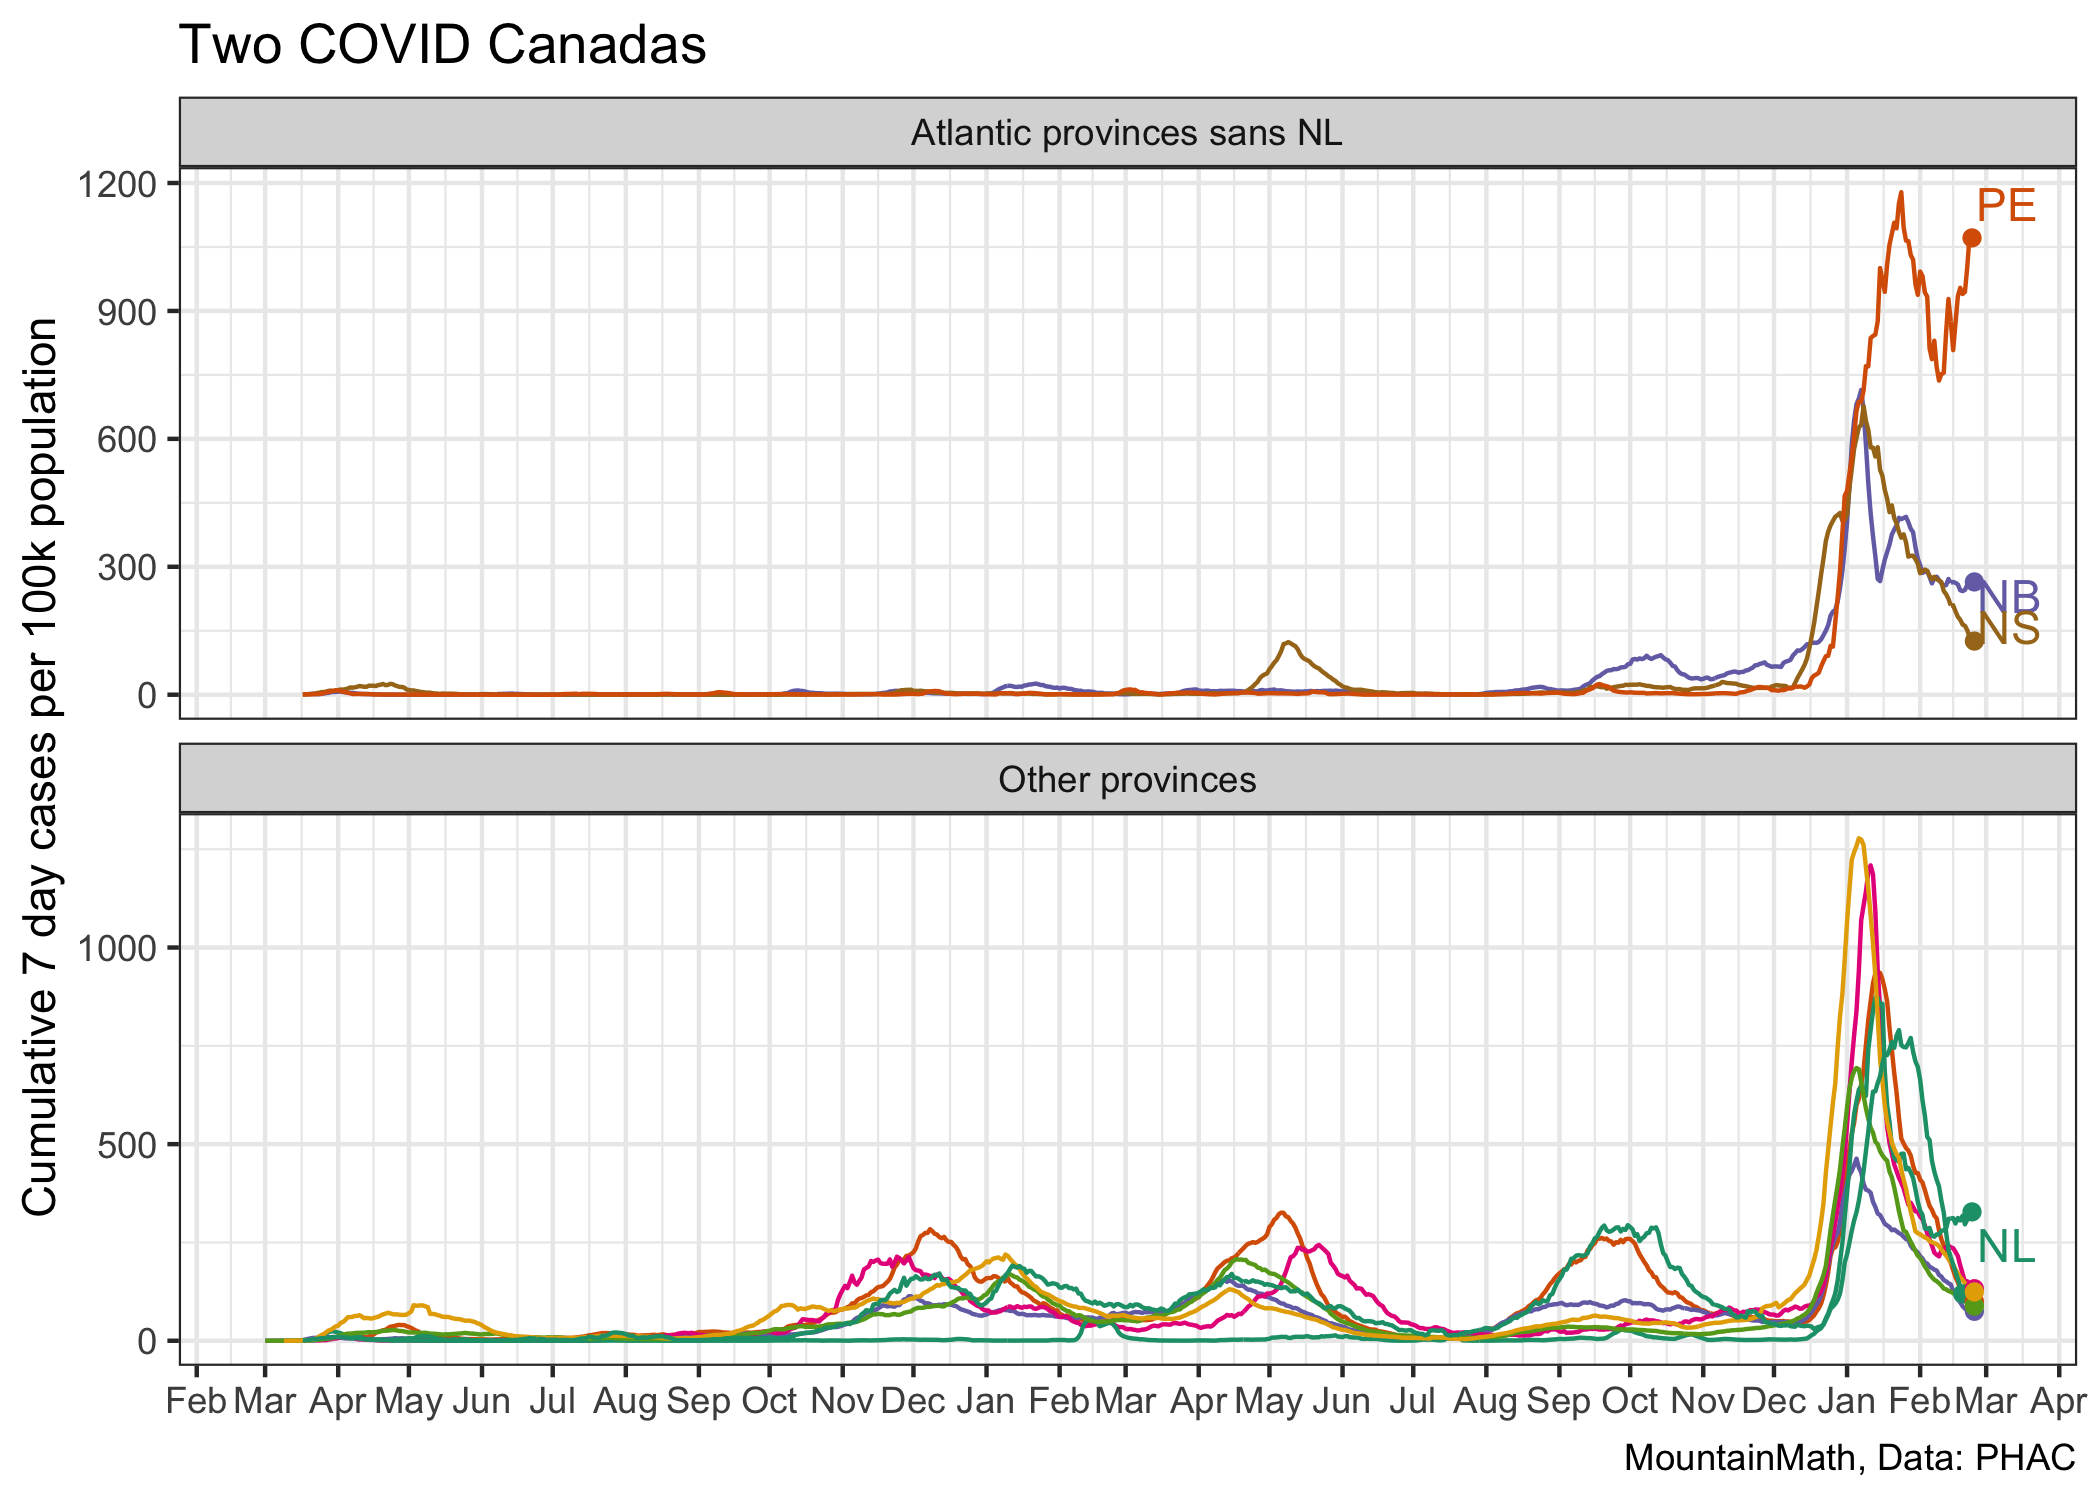 Two COVID Canadas
Atlantic provinces sans NL
1200
900
600
300
0
PE
NB
NS
Cumulative 7 day cases per 100k population
Other provinces
1000
500
0
NL
Feb Mar Apr May Jun Jul Aug Sep Oct Nov Dec Jan Feb Mar Apr May Jun Jul Aug Sep Oct Nov Dec Jan Feb Mar Apr
MountainMath, Data: PHAC